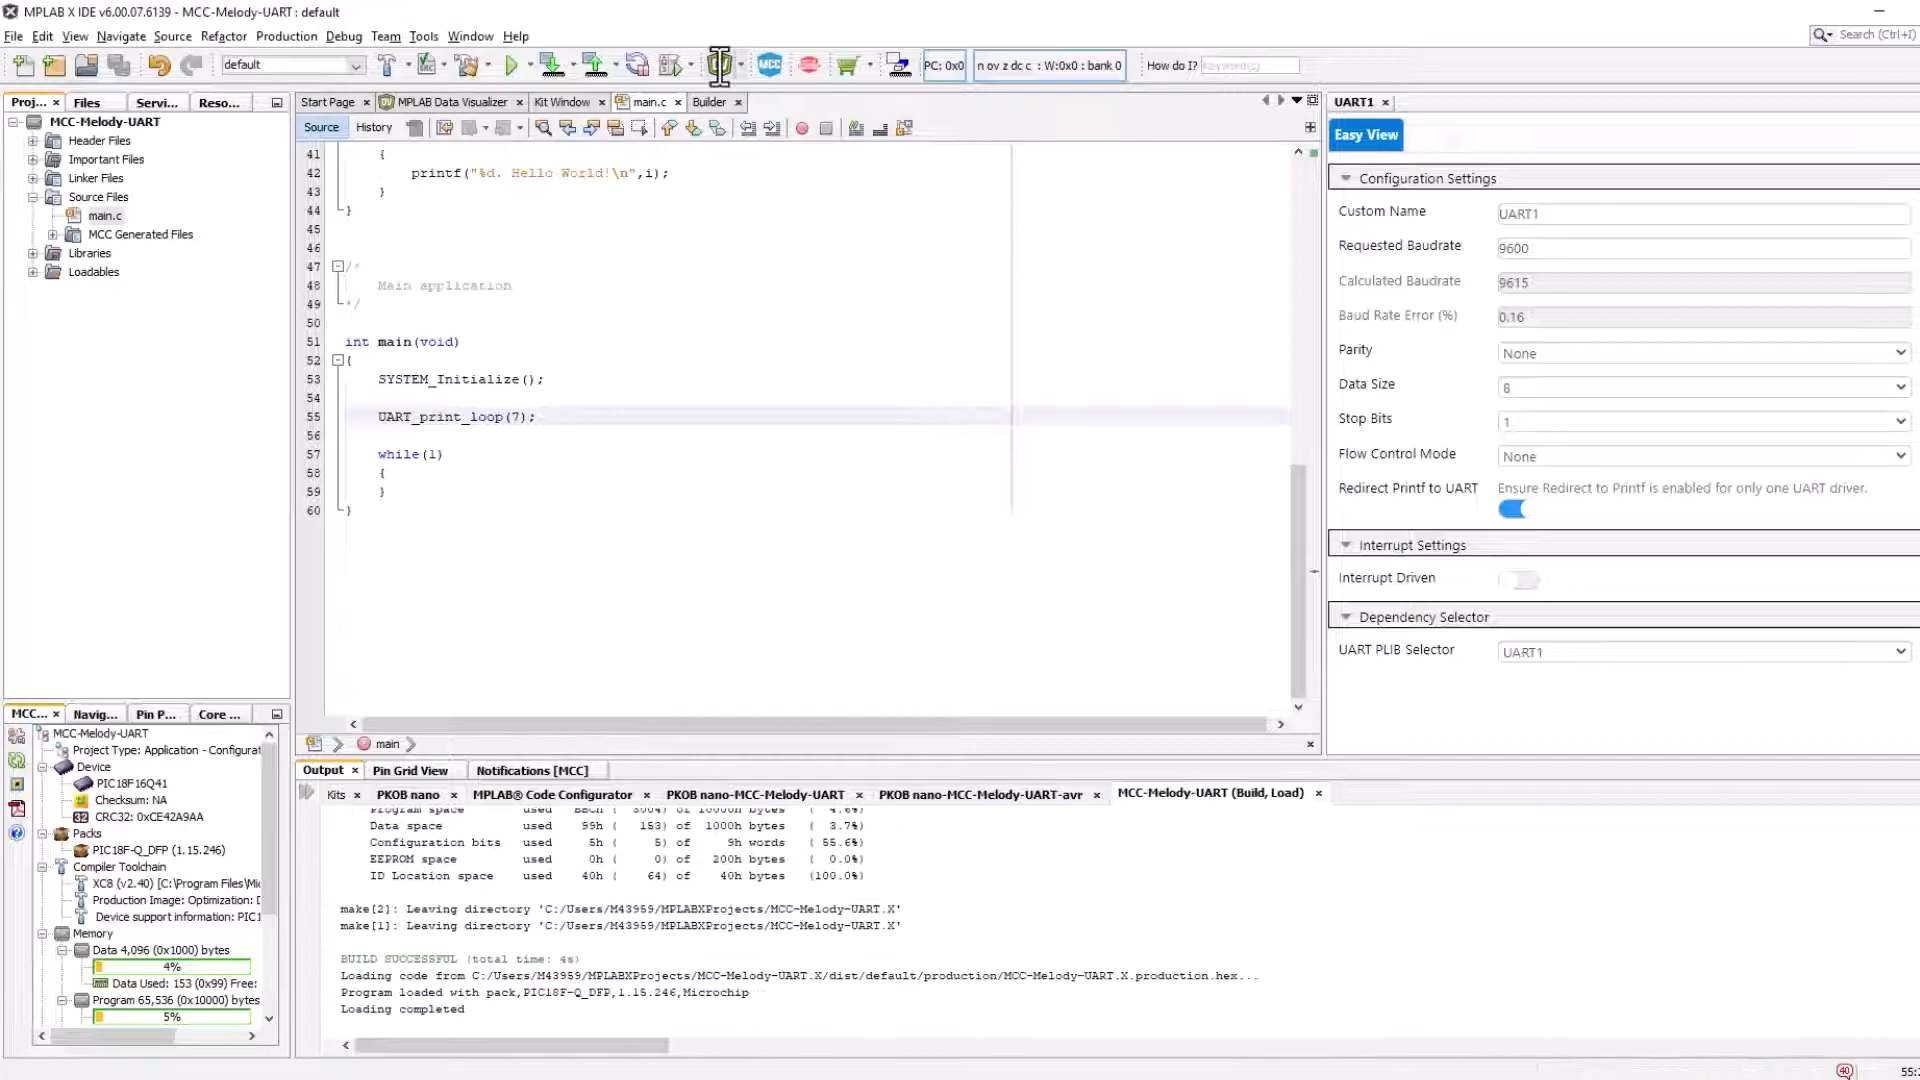 MPLAB X IDE v6.00.07.6139 - MCC-Melody-UART : default
File Edit View Navigate Source Refactor Production Debug Team Tools Window Help
Search (Ctrl+I)
default
MCC
PC: 0x0
n ov z dc c : W:0x0 : bank 0
How do I?
Proj... Files Servi... Reso...
MCC-Melody-UART
Header Files
Important Files
Linker Files
Source Files
main.c
MCC Generated Files
Libraries
Loadables
Start Page MPLAB Data Visualizer Kit Window main.c Builder
Source History
41 {
42 printf("%d. Hello World!\n",i);
43 }
44 }
45
46
47 /*
48 Main application
49 */
50
51 int main(void)
52 {
53 SYSTEM_Initialize();
54
55 UART_print_loop(7);
56
57 while(1)
58 {
59 }
60 }
main
UART1
Easy View
Configuration Settings
Custom Name UART1
Requested Baudrate 9600
Calculated Baudrate 9615
Baud Rate Error (%) 0.16
Parity None
Data Size 8
Stop Bits 1
Flow Control Mode None
Redirect Printf to UART Ensure Redirect to Printf is enabled for only one UART driver.
Interrupt Settings
Interrupt Driven
Dependency Selector
UART PLIB Selector UART1
MCC... Navig... Pin P... Core ...
MCC-Melody-UART
Project Type: Application - Configurat
Device
PIC18F16Q41
Checksum: NA
CRC32: 0xCE42A9AA
Packs
PIC18F-Q_DFP (1.15.246)
Compiler Toolchain
XC8 (v2.40) [C:\Program Files\Mic
Production Image: Optimization: D
Device support information: PIC1
Memory
Data 4,096 (0x1000) bytes
4%
Data Used: 153 (0x99) Free:
Program 65,536 (0x10000) bytes
5%
Output Pin Grid View Notifications [MCC]
Kits PKOB nano MPLAB® Code Configurator PKOB nano-MCC-Melody-UART PKOB nano-MCC-Melody-UART-avr MCC-Melody-UART (Build, Load)
Program space used BBCh ( 3004) of 10000h bytes ( 4.6%)
Data space used 99h ( 153) of 1000h bytes ( 3.7%)
Configuration bits used 5h ( 5) of 9h words ( 55.6%)
EEPROM space used 0h ( 0) of 200h bytes ( 0.0%)
ID Location space used 40h ( 64) of 40h bytes (100.0%)
make[2]: Leaving directory 'C:/Users/M43959/MPLABXProjects/MCC-Melody-UART.X'
make[1]: Leaving directory 'C:/Users/M43959/MPLABXProjects/MCC-Melody-UART.X'
BUILD SUCCESSFUL (total time: 4s)
Loading code from C:/Users/M43959/MPLABXProjects/MCC-Melody-UART.X/dist/default/production/MCC-Melody-UART.X.production.hex...
Program loaded with pack,PIC18F-Q_DFP,1.15.246,Microchip
Loading completed
40
55: